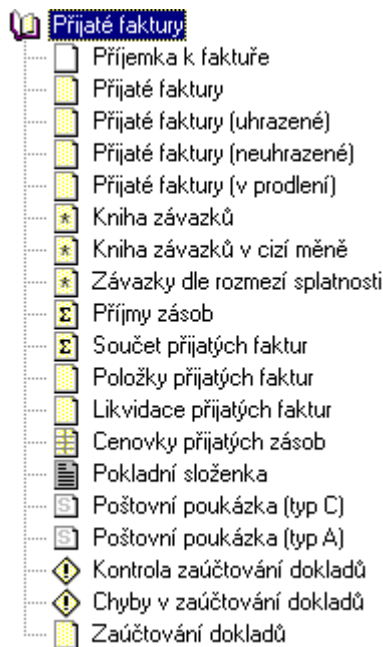 Přijaté faktury
Příjemka k faktuře
Přijaté faktury
Přijaté faktury (uhrazené)
Přijaté faktury (neuhrazené)
Přijaté faktury (v prodlení)
Kniha závazků
Kniha závazků v cizí měně
Závazky dle rozmezí splatnosti
Příjmy zásob
Součet přijatých faktur
Položky přijatých faktur
Likvidace přijatých faktur
Cenovky přijatých zásob
Pokladní složenka
Poštovní poukázka (typ C)
Poštovní poukázka (typ A)
Kontrola zaúčtování dokladů
Chyby v zaúčtování dokladů
Zaúčtování dokladů